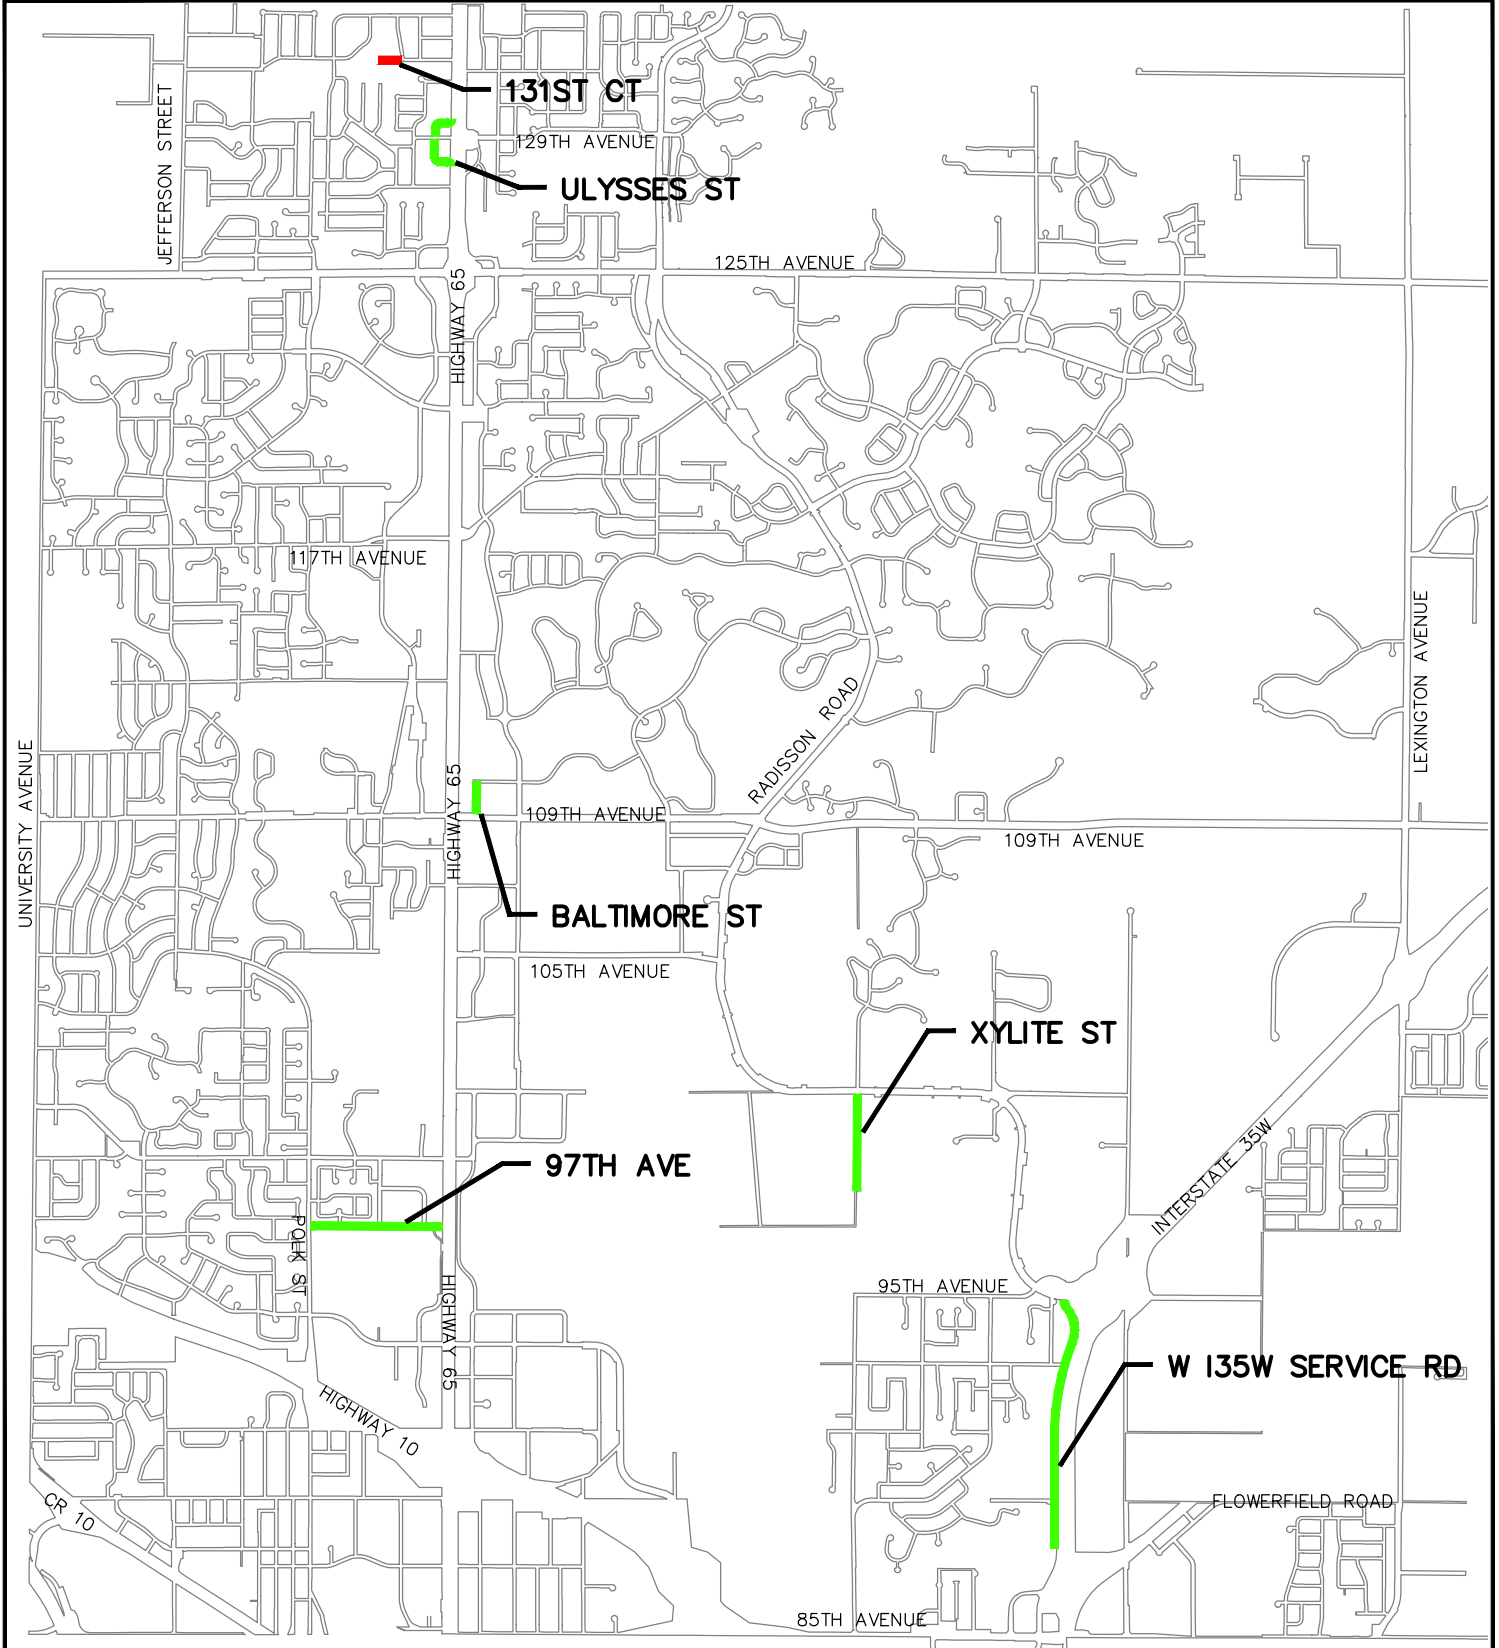 131ST CT
129TH AVENUE
JEFFERSON STREET
ULYSSES ST
125TH AVENUE
HIGHWAY 65
117TH AVENUE
LEXINGTON AVENUE
RADISSON ROAD
UNIVERSITY AVENUE
HIGHWAY 65
109TH AVENUE
109TH AVENUE
BALTIMORE ST
105TH AVENUE
XYLITE ST
INTERSTATE 35W
97TH AVE
POLK ST
95TH AVENUE
HIGHWAY 65
W I35W SERVICE RD
HIGHWAY 10
CR 10
FLOWERFIELD ROAD
85TH AVENUE